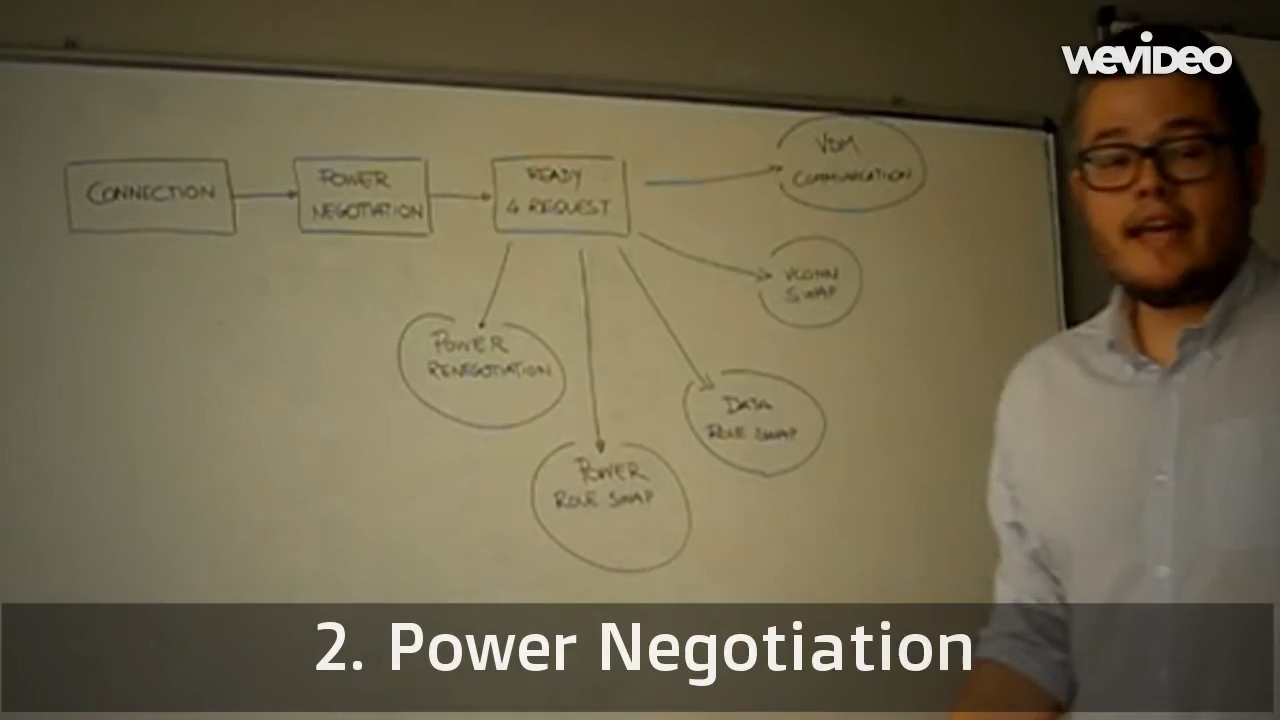 WEVIDEO
CONNECTION
POWER
NEGOTIATION
READY
4 REQUEST
VDM
COMMUNICATION
VCONN
SWAP
POWER
RENEGOTIATION
DATA
ROLE SWAP
POWER
ROLE SWAP
2. Power Negotiation